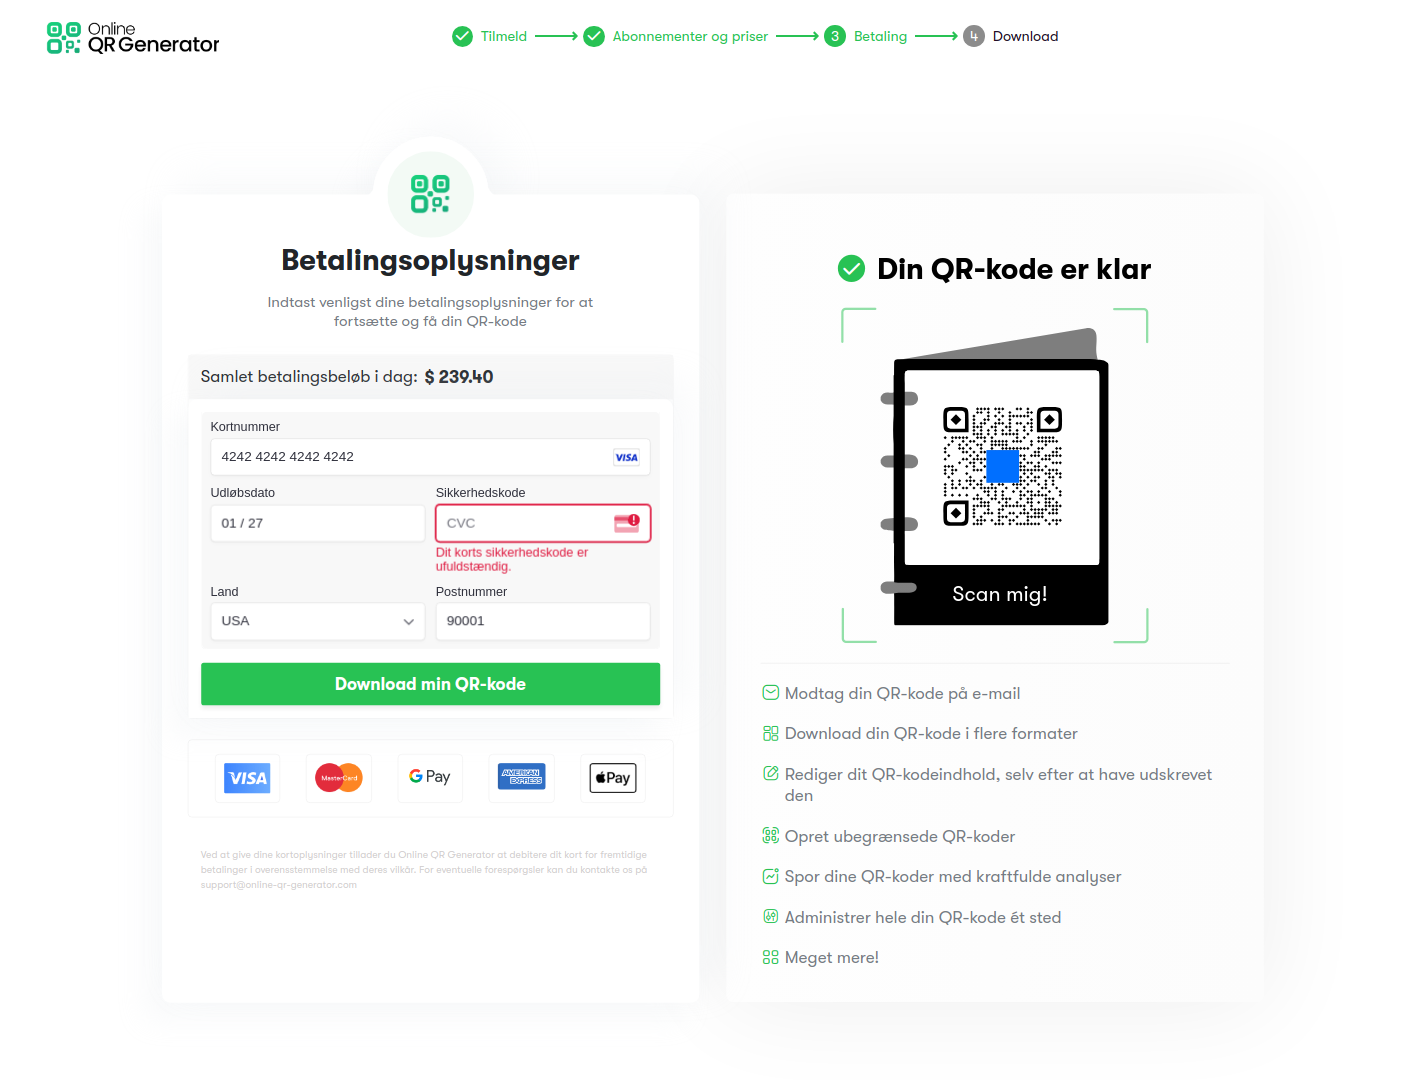 Online
QR Generator
Tilmeld
Abonnementer og priser
3 Betaling
4 Download
Betalingsoplysninger
Indtast venligst dine betalingsoplysninger for at
fortsætte og få din QR-kode
Samlet betalingsbeløb i dag: $ 239.40
Kortnummer
4242 4242 4242 4242 VISA
Udløbsdato
01 / 27
Sikkerhedskode
CVC
Dit korts sikkerhedskode er
ufuldstændig.
Land
USA
Postnummer
90001
Download min QR-kode
VISA
MasterCard
G Pay
AMERICAN
EXPRESS
Pay
Ved at give dine kortoplysninger tillader du Online QR Generator at debitere dit kort for fremtidige
betalinger i overensstemmelse med deres vilkår. For eventuelle forespørgsler kan du kontakte os på
support@online-qr-generator.com
Din QR-kode er klar
Scan mig!
Modtag din QR-kode på e-mail
Download din QR-kode i flere formater
Rediger dit QR-kodeindhold, selv efter at have udskrevet
den
Opret ubegrænsede QR-koder
Spor dine QR-koder med kraftfulde analyser
Administrer hele din QR-kode ét sted
Meget mere!